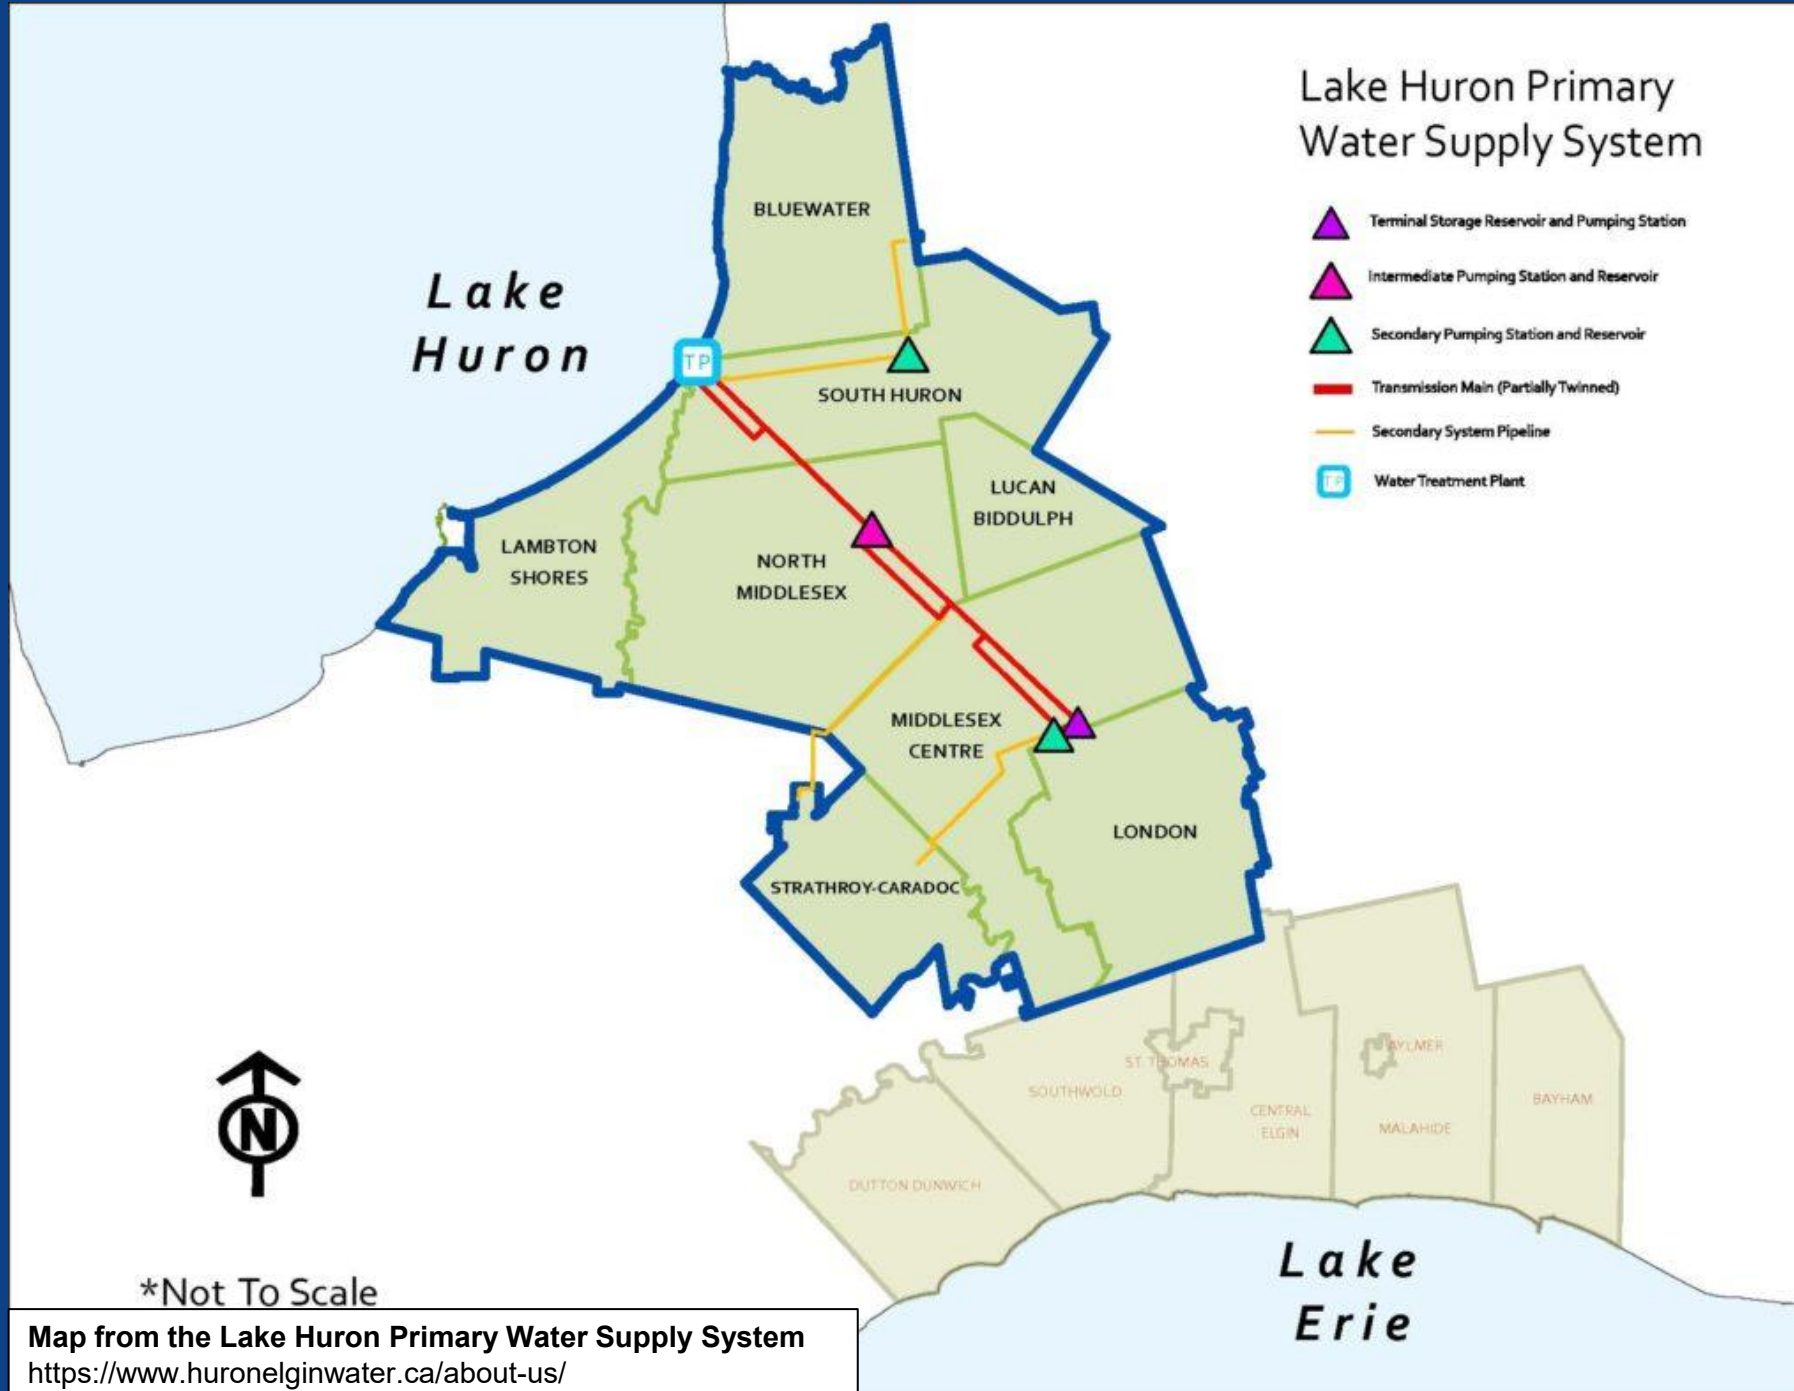 Lake Huron Primary
Water Supply System
Terminal Storage Reservoir and Pumping Station
Intermediate Pumping Station and Reservoir
Secondary Pumping Station and Reservoir
Transmission Main (Partially Twinned)
Secondary System Pipeline
TP
Water Treatment Plant
BLUEWATER
Lake
Huron
TP
SOUTH HURON
LUCAN
BIDDULPH
LAMBTON
SHORES
NORTH
MIDDLESEX
MIDDLESEX
CENTRE
LONDON
STRATHROY-CARADOC
ST. THOMAS
AYLMER
SOUTHWOLD
CENTRAL
ELGIN
MALAHIDE
BAYHAM
DUTTON DUNWICH
N
Lake
Erie
*Not To Scale
Map from the Lake Huron Primary Water Supply System
https://www.huronelginwater.ca/about-us/